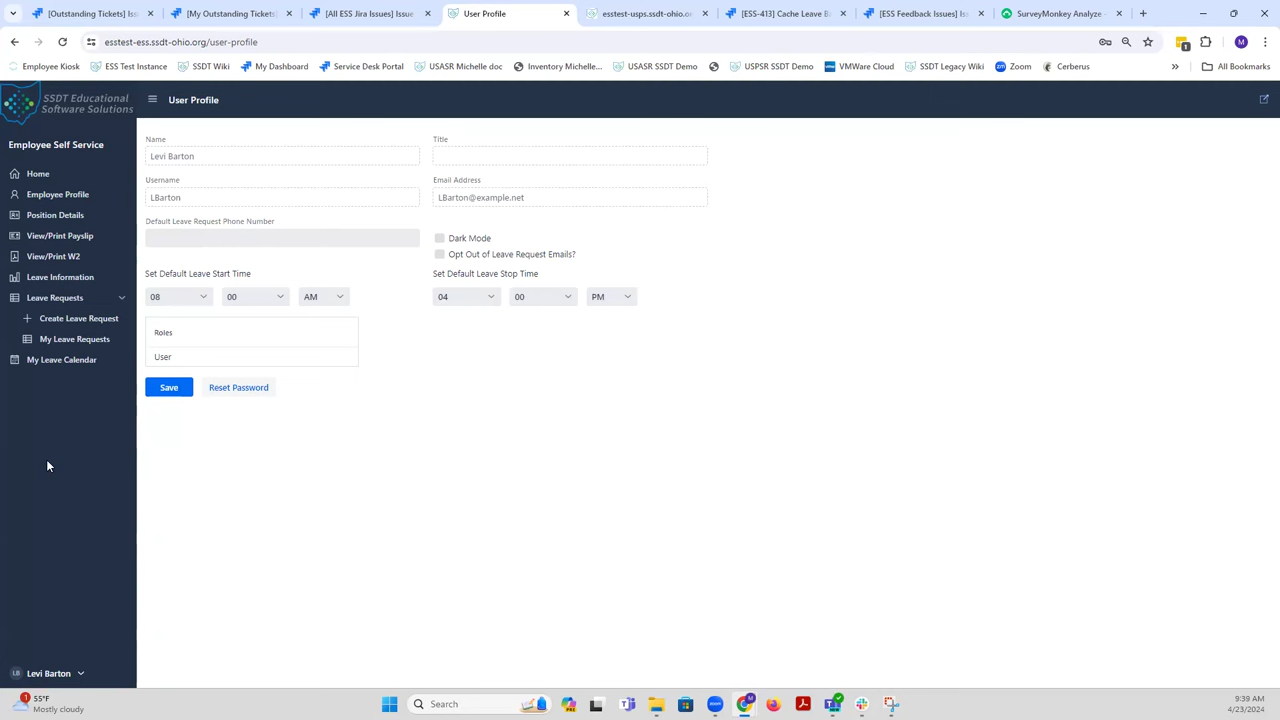 [Outstanding Tickets] Issues
[My Outstanding Tickets]
[All ESS Jira Issues] Issue
User Profile
esstest-usps.ssdt-ohio.org/
[ESS-413] Cache Leave B
[ESS Feedback Issues] Iss
SurveyMonkey Analyze -
esstest-ess.ssdt-ohio.org/user-profile
Employee Kiosk
ESS Test Instance
SSDT Wiki
My Dashboard
Service Desk Portal
USASR Michelle doc
Inventory Michelle...
USASR SSDT Demo
USPSR SSDT Demo
VMWare Cloud
SSDT Legacy Wiki
Zoom
Cerberus
»
All Bookmarks
SSDT Educational
Software Solutions
User Profile
Employee Self Service
Home
Employee Profile
Position Details
View/Print Payslip
View/Print W2
Leave Information
Leave Requests
Create Leave Request
My Leave Requests
My Leave Calendar
Name
Levi Barton
Title
Username
LBarton
Email Address
LBarton@example.net
Default Leave Request Phone Number
Dark Mode
Opt Out of Leave Request Emails?
Set Default Leave Start Time
08 00 AM
Set Default Leave Stop Time
04 00 PM
Roles
User
Save
Reset Password
LB Levi Barton
1
55°F
Mostly cloudy
Search
9:39 AM
4/23/2024